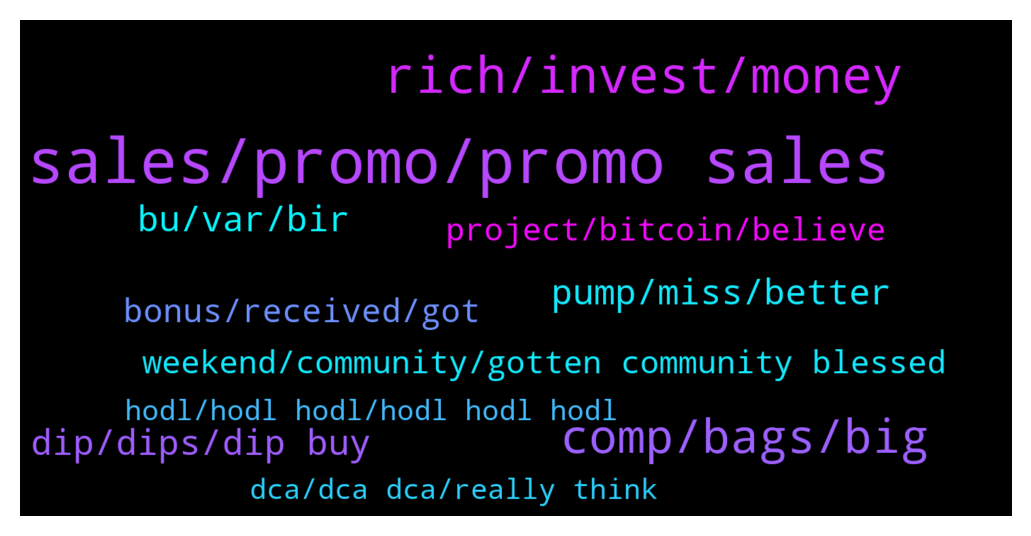 rich/invest/money
sales/promo/promo sales
bu/var/bir
project/bitcoin/believe
pump/miss/better
bonus/received/got
weekend/community/gotten community blessed
hodl/hodl hodl/hodl hodl hodl
dip/dips/dip buy
comp/bags/big
dca/dca dca/really think